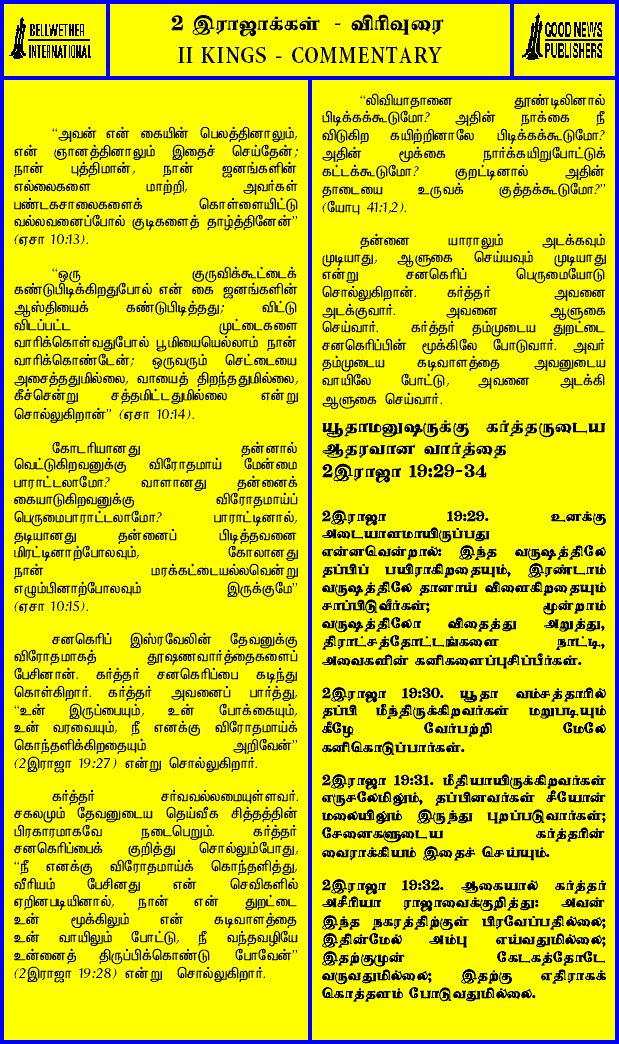 BELLWETHER
INTERNATIONAL
2 இராஜாக்கள் - விரிவுரை
II KINGS - COMMENTARY
GOOD NEWS
PUBLISHERS
“அவன் என் கையின் பெலத்தினாலும்,
என் ஞானத்தினாலும் இதைச் செய்தேன்;
நான் புத்திமான், நான் ஜனங்களின்
எல்லைகளை மாற்றி, அவர்கள்
பண்டகசாலைகளைக் கொள்ளையிட்டு
வல்லவனைப்போல் குடிகளைத் தாழ்த்தினேன்”
(ஏசா 10:13).
“ஒரு குருவிக்கூட்டைக்
கண்டுபிடிக்கிறதுபோல் என் கை ஜனங்களின்
ஆஸ்தியைக் கண்டுபிடித்தது; விட்டு
விடப்பட்ட முட்டைகளை
வாரிக்கொள்வதுபோல் பூமியையெல்லாம் நான்
வாரிக்கொண்டேன்; ஒருவரும் செட்டையை
அசைத்ததுமில்லை, வாயைத் திறந்ததுமில்லை,
கீச்சென்று சத்தமிட்டதுமில்லை என்று
சொல்லுகிறான்” (ஏசா 10:14).
கோடரியானது தன்னால்
வெட்டுகிறவனுக்கு விரோதமாய் மேன்மை
பாராட்டலாமோ? வாளானது தன்னைக்
கையாடுகிறவனுக்கு விரோதமாய்ப்
பெருமைபாராட்டலாமோ? பாராட்டினால்,
தடியானது தன்னைப் பிடித்தவனை
மிரட்டினாற்போலவும், கோலானது
நான் மரக்கட்டையல்லவென்று
எழும்பினாற்போலவும் இருக்குமே”
(ஏசா 10:15).
சனகெரிப் இஸ்ரவேலின் தேவனுக்கு
விரோதமாகத் தூஷணவார்த்தைகளைப்
பேசினான். கர்த்தர் சனகெரிப்பை கடிந்து
கொள்கிறார். கர்த்தர் அவனைப் பார்த்து,
“உன் இருப்பையும், உன் போக்கையும்,
உன் வரவையும், நீ எனக்கு விரோதமாய்க்
கொந்தளிக்கிறதையும் அறிவேன்”
(2இராஜா 19:27) என்று சொல்லுகிறார்.
கர்த்தர் சர்வவல்லமையுள்ளவர்.
சகலமும் தேவனுடைய தெய்வீக சித்தத்தின்
பிரகாரமாகவே நடைபெறும். கர்த்தர்
சனகெரிப்பைக் குறித்து சொல்லும்போது,
“நீ எனக்கு விரோதமாய்க் கொந்தளித்து,
வீரியம் பேசினது என் செவிகளில்
ஏறினபடியினால், நான் என் துறட்டை
உன் மூக்கிலும் என் கடிவாளத்தை
உன் வாயிலும் போட்டு, நீ வந்தவழியே
உன்னைத் திருப்பிக்கொண்டு போவேன்”
(2இராஜா 19:28) என்று சொல்லுகிறார்.
“லிவியாதானை தூண்டிலினால்
பிடிக்கக்கூடுமோ? அதின் நாக்கை நீ
விடுகிற கயிற்றினாலே பிடிக்கக்கூடுமோ?
அதின் மூக்கை நார்க்கயிறுபோட்டுக்
கட்டக்கூடுமோ? குறட்டினால் அதின்
தாடையை உருவக் குத்தக்கூடுமோ?”
(யோபு 41:1,2).
தன்னை யாராலும் அடக்கவும்
முடியாது, ஆளுகை செய்யவும் முடியாது
என்று சனகெரிப் பெருமையோடு
சொல்லுகிறான். கர்த்தர் அவனை
அடக்குவார். அவனை ஆளுகை
செய்வார். கர்த்தர் தம்முடைய துறட்டை
சனகெரிப்பின் மூக்கிலே போடுவார். அவர்
தம்முடைய கடிவாளத்தை அவனுடைய
வாயிலே போட்டு, அவனை அடக்கி
ஆளுகை செய்வார்.
யூதாமனுஷருக்கு கர்த்தருடைய
ஆதரவான வார்த்தை
2இராஜா 19:29-34
2இராஜா 19:29. உனக்கு
அடையாளமாயிருப்பது
என்னவென்றால்: இந்த வருஷத்திலே
தப்பிப் பயிராகிறதையும், இரண்டாம்
வருஷத்திலே தானாய் விளைகிறதையும்
சாப்பிடுவீர்கள்; மூன்றாம்
வருஷத்திலோ விதைத்து அறுத்து,
திராட்சத்தோட்டங்களை நாட்டி,
அவைகளின் கனிகளைப்புசிப்பீர்கள்.
2இராஜா 19:30. யூதா வம்சத்தாரில்
தப்பி மீந்திருக்கிறவர்கள் மறுபடியும்
கீழே வேர்பற்றி மேலே
கனிகொடுப்பார்கள்.
2இராஜா 19:31. மீதியாயிருக்கிறவர்கள்
எருசலேமிலும், தப்பினவர்கள் சீயோன்
மலையிலும் இருந்து புறப்படுவார்கள்;
சேனைகளுடைய கர்த்தரின்
வைராக்கியம் இதைச் செய்யும்.
2இராஜா 19:32. ஆகையால் கர்த்தர்
அசீரியா ராஜாவைக்குறித்து: அவன்
இந்த நகரத்திற்குள் பிரவேப்பதில்லை;
இதின்மேல் அம்பு எய்வதுமில்லை;
இதற்குமுன் கேடகத்தோடே
வருவதுமில்லை; இதற்கு எதிராகக்
கொத்தளம் போடுவதுமில்லை.